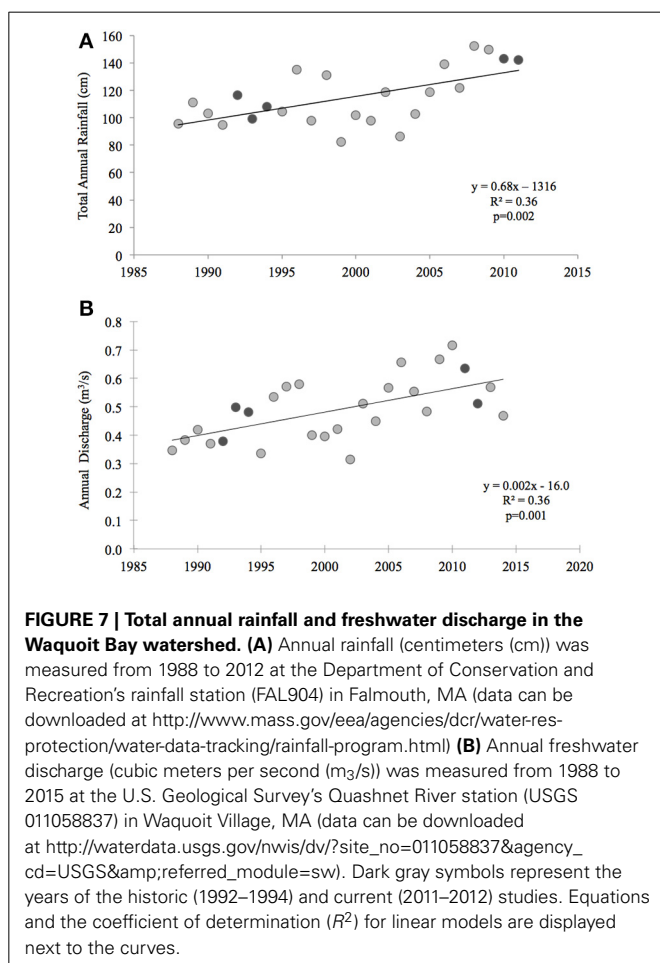 A
160
140
120
100
80
60
40
20
0
Total Annual Rainfall (cm)
y = 0.68x – 1316
R² = 0.36
p=0.002
1985 1990 1995 2000 2005 2010 2015
B
0.8
0.7
0.6
0.5
0.4
0.3
0.2
0.1
0.0
Annual Discharge (m³/s)
y = 0.002x - 16.0
R² = 0.36
p=0.001
1985 1990 1995 2000 2005 2010 2015 2020
FIGURE 7 | Total annual rainfall and freshwater discharge in the
Waquoit Bay watershed. (A) Annual rainfall (centimeters (cm)) was
measured from 1988 to 2012 at the Department of Conservation and
Recreation's rainfall station (FAL904) in Falmouth, MA (data can be
downloaded at http://www.mass.gov/eea/agencies/dcr/water-res-
protection/water-data-tracking/rainfall-program.html) (B) Annual freshwater
discharge (cubic meters per second (m₃/s)) was measured from 1988 to
2015 at the U.S. Geological Survey's Quashnet River station (USGS
011058837) in Waquoit Village, MA (data can be downloaded
at http://waterdata.usgs.gov/nwis/dv/?site_no=011058837&agency_
cd=USGS&amp;referred_module=sw). Dark gray symbols represent the
years of the historic (1992–1994) and current (2011–2012) studies. Equations
and the coefficient of determination (R²) for linear models are displayed
next to the curves.